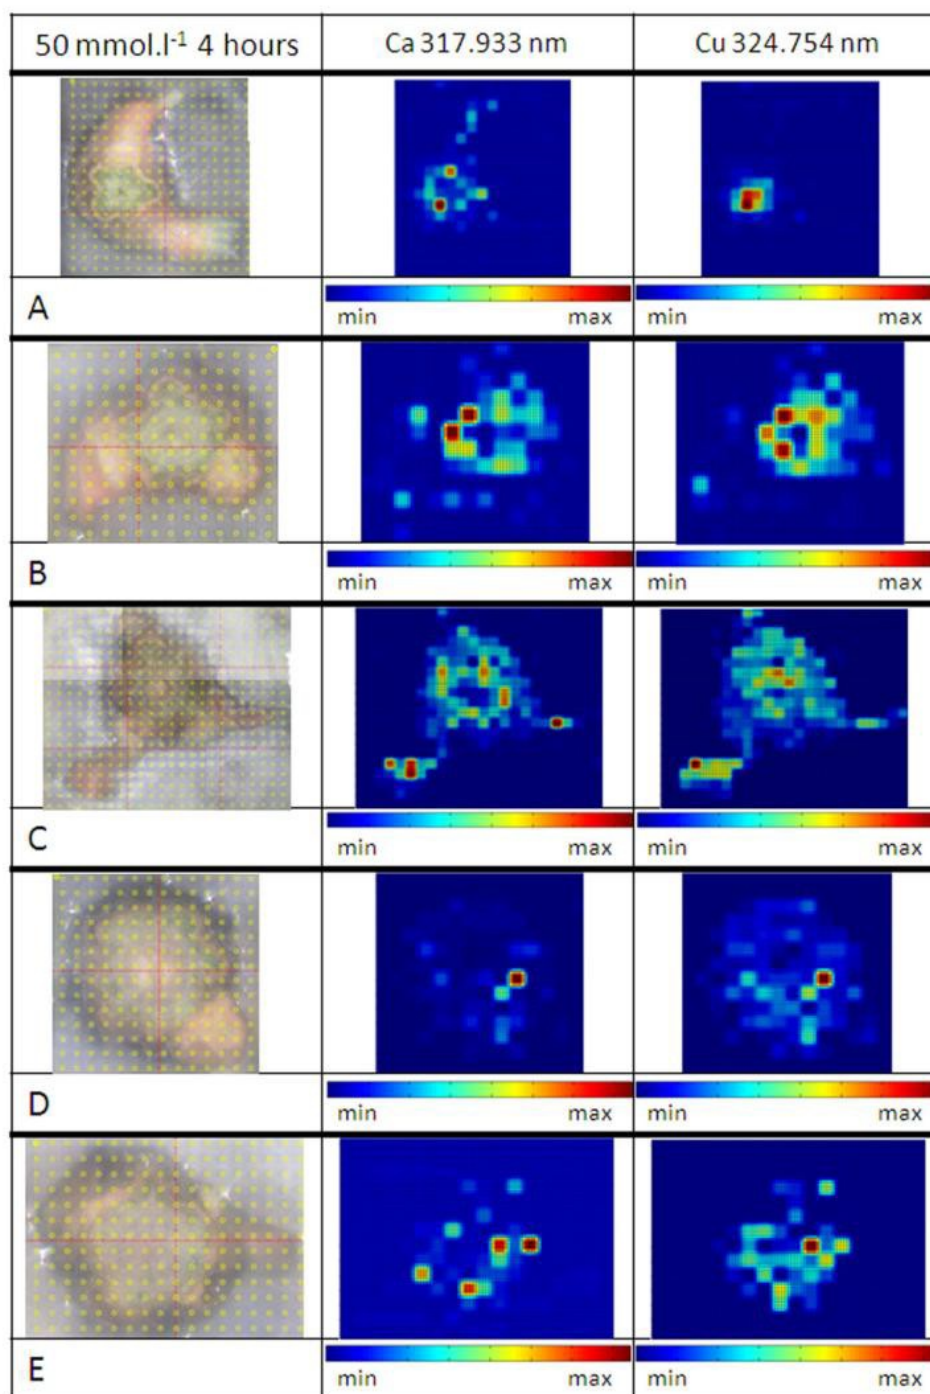 50 mmol.l⁻¹ 4 hours Ca 317.933 nm Cu 324.754 nm
A min max min max
B min max min max
C min max min max
D min max min max
E min max min max